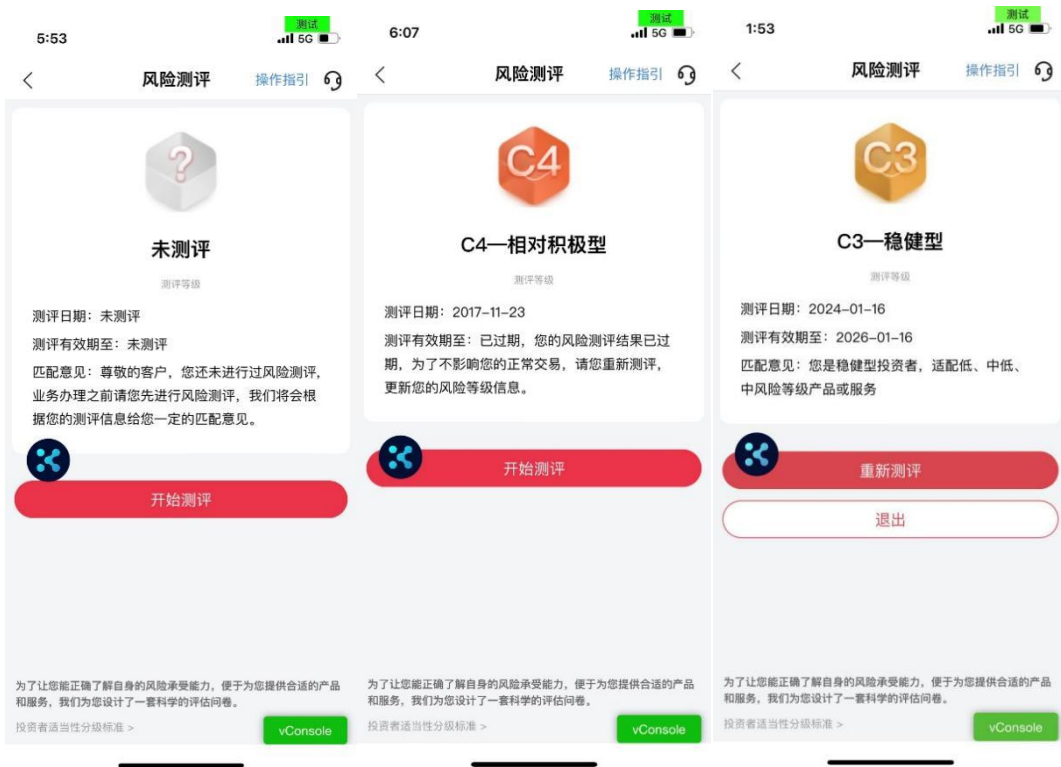 测试
5:53
5G
风险测评
操作指引
?
未测评
测评等级
测评日期：未测评
测评有效期至：未测评
匹配意见：尊敬的客户，您还未进行过风险测评，
业务办理之前请您先进行风险测评，我们将会根
据您的测评信息给您一定的匹配意见。
开始测评
为了让您能正确了解自身的风险承受能力，便于为您提供合适的产品
和服务，我们为您设计了一套科学的评估问卷。
投资者适当性分级标准 >
vConsole
测试
6:07
5G
风险测评
操作指引
C4
C4—相对积极型
测评等级
测评日期：2017-11-23
测评有效期至：已过期，您的风险测评结果已过
期，为了不影响您的正常交易，请您重新测评，
更新您的风险等级信息。
开始测评
为了让您能正确了解自身的风险承受能力，便于为您提供合适的产品
和服务，我们为您设计了一套科学的评估问卷。
投资者适当性分级标准 >
vConsole
测试
1:53
5G
风险测评
操作指引
C3
C3—稳健型
测评等级
测评日期：2024-01-16
测评有效期至：2026-01-16
匹配意见：您是稳健型投资者，适配低、中低、
中风险等级产品或服务
重新测评
退出
为了让您能正确了解自身的风险承受能力，便于为您提供合适的产品
和服务，我们为您设计了一套科学的评估问卷。
投资者适当性分级标准 >
vConsole